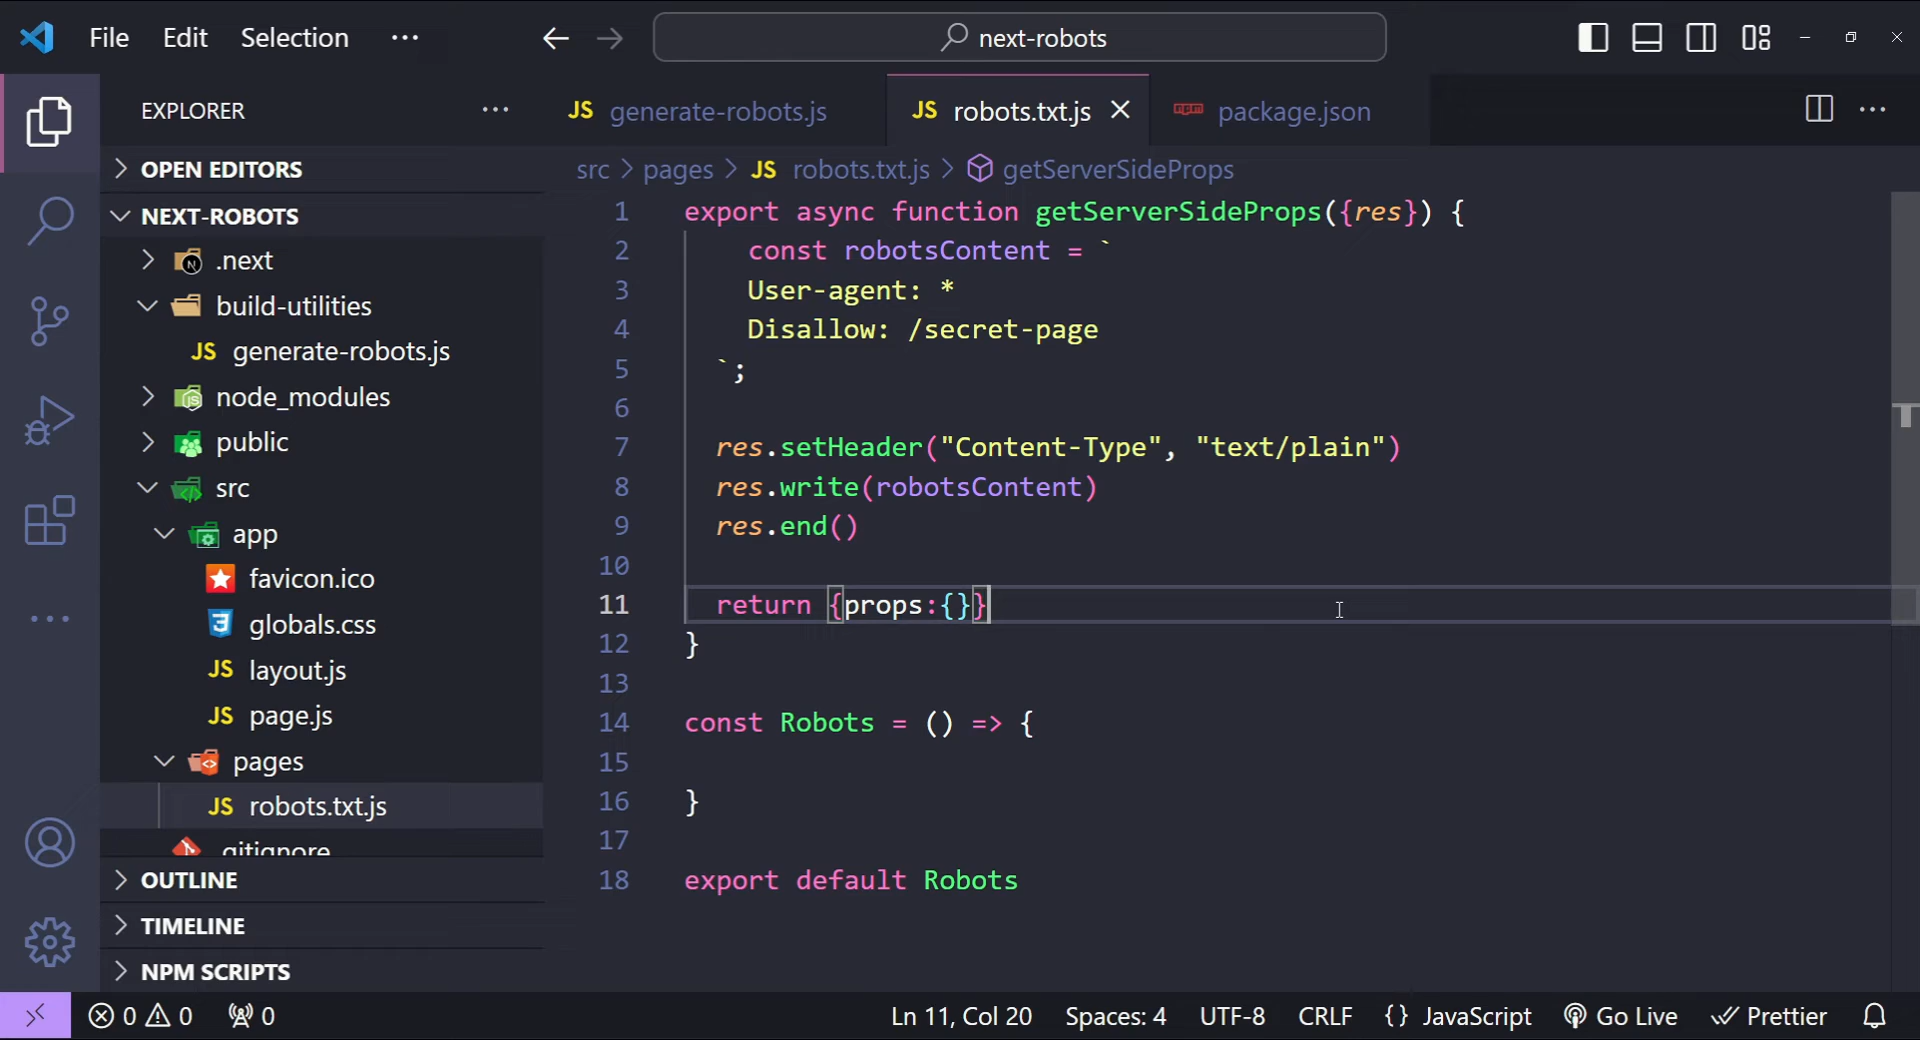 File Edit Selection ··· next-robots
EXPLORER ···
OPEN EDITORS
NEXT-ROBOTS
.next
build-utilities
JS generate-robots.js
node_modules
public
src
app
favicon.ico
globals.css
JS layout.js
JS page.js
pages
JS robots.txt.js
.gitignore
OUTLINE
TIMELINE
NPM SCRIPTS
JS generate-robots.js JS robots.txt.js package.json ···
src > pages > JS robots.txt.js > getServerSideProps
1 export async function getServerSideProps({res}) {
2 const robotsContent = `
3 User-agent: *
4 Disallow: /secret-page
5 `;
6
7 res.setHeader("Content-Type", "text/plain")
8 res.write(robotsContent)
9 res.end()
10
11 return {props:{}}
12 }
13
14 const Robots = () => {
15
16 }
17
18 export default Robots
0 0 0 Ln 11, Col 20 Spaces: 4 UTF-8 CRLF {} JavaScript Go Live Prettier